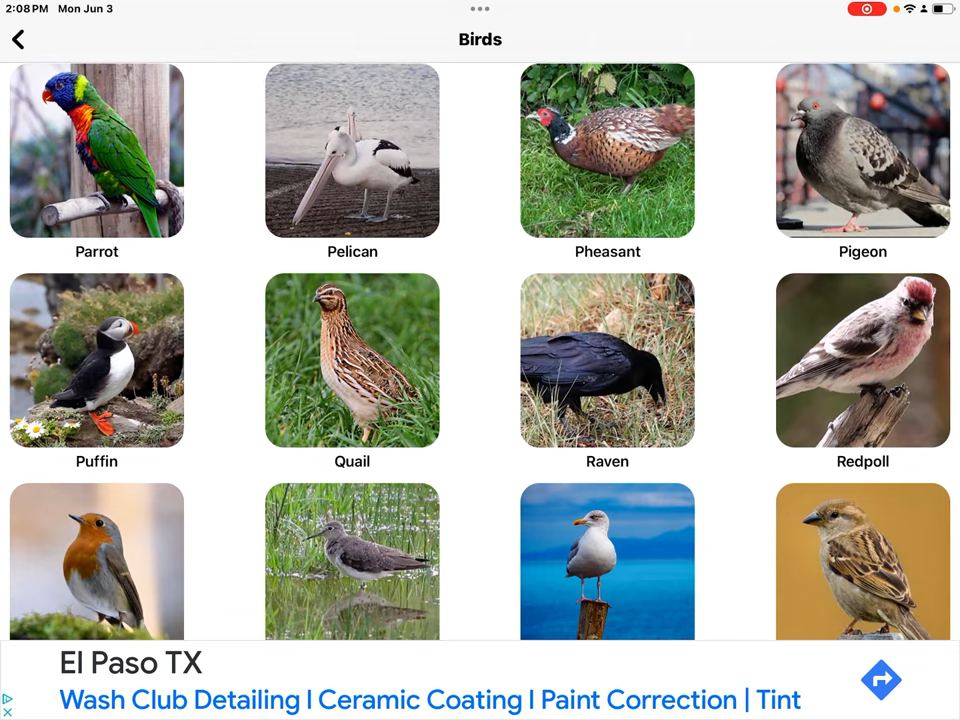 2:08 PM Mon Jun 3
Birds
Parrot
Pelican
Pheasant
Pigeon
Puffin
Quail
Raven
Redpoll
El Paso TX
Wash Club Detailing | Ceramic Coating | Paint Correction | Tint